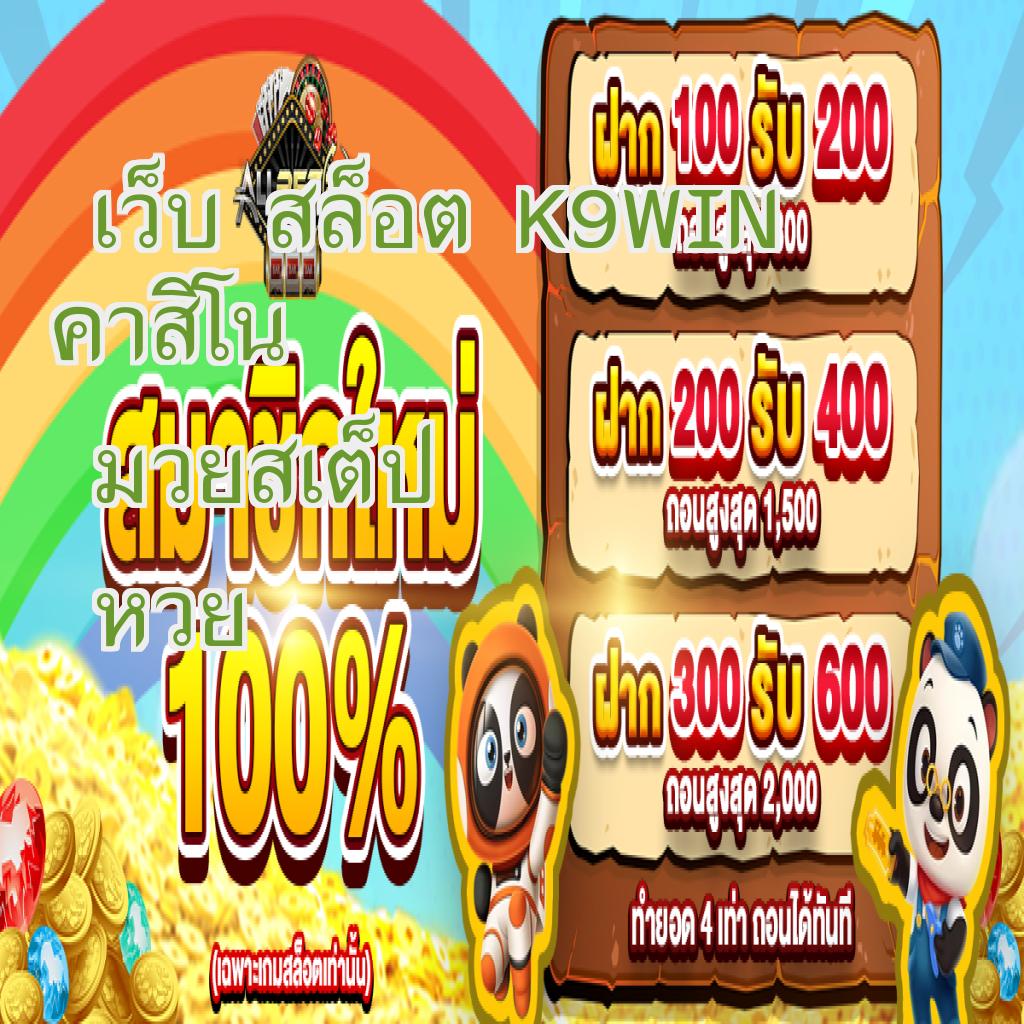 เว็บ สล็อต K9WIN
คาสิโน
มวยสเต็ป
หวย
สมาชิกใหม่
100%
(เฉพาะเกมสล็อตเท่านั้น)
ฝาก 100 รับ 200
ฝาก 200 รับ 400
ถอนสูงสุด 1,500
ฝาก 300 รับ 600
ถอนสูงสุด 2,000
ทำยอด 4 เท่า ถอนได้ทันที